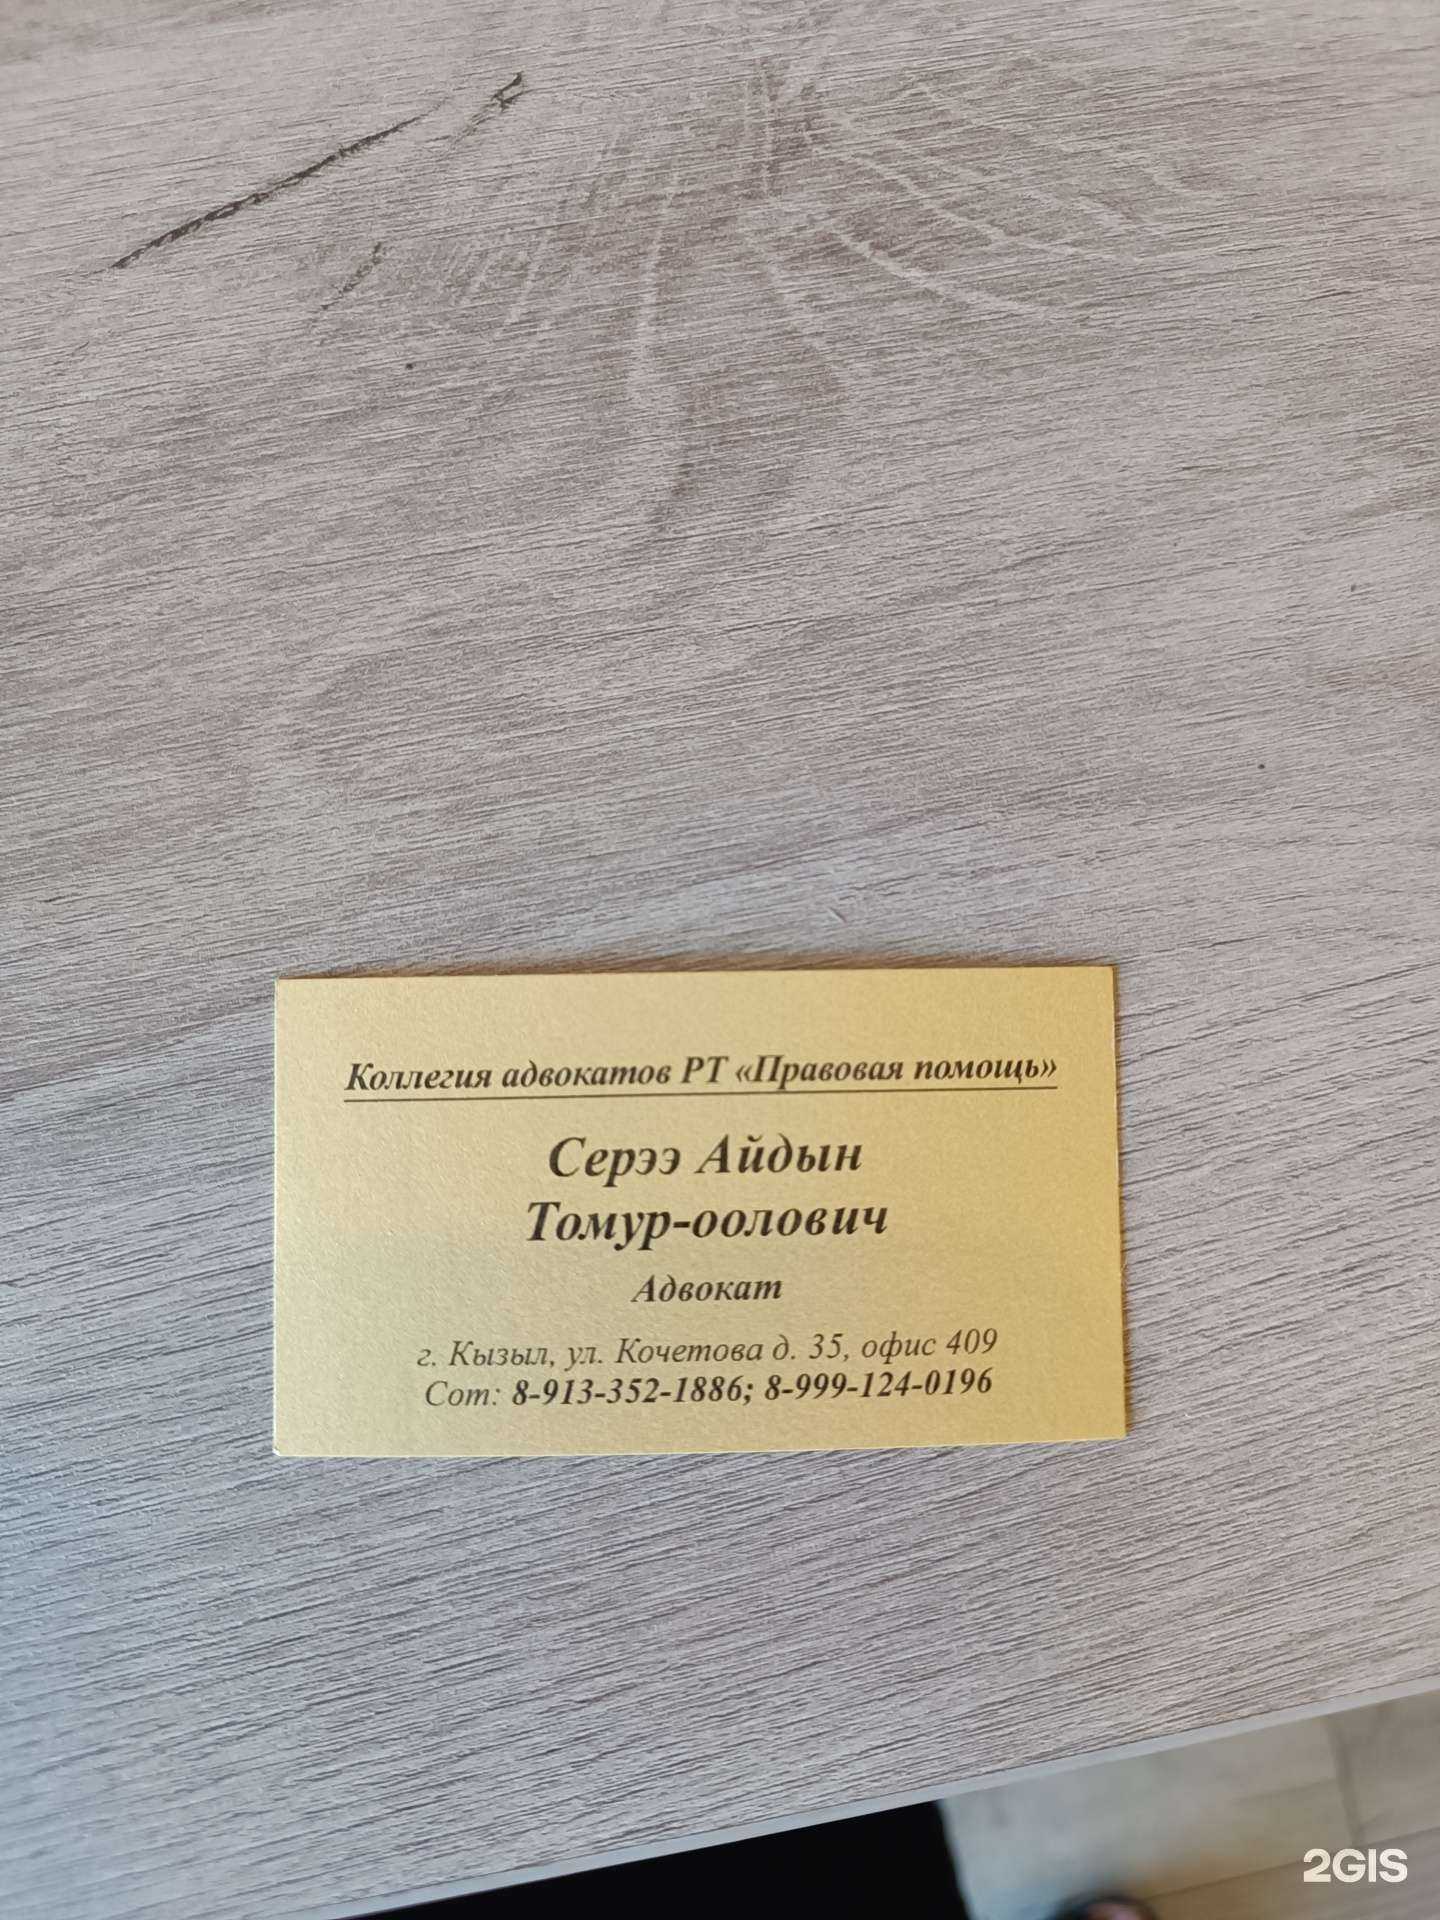 Коллегия адвокатов РТ «Правовая помощь»
Серээ Айдын
Томур-оолович
Адвокат
г. Кызыл, ул. Кочетова д. 35, офис 409
Сот: 8-913-352-1886; 8-999-124-0196
2GIS